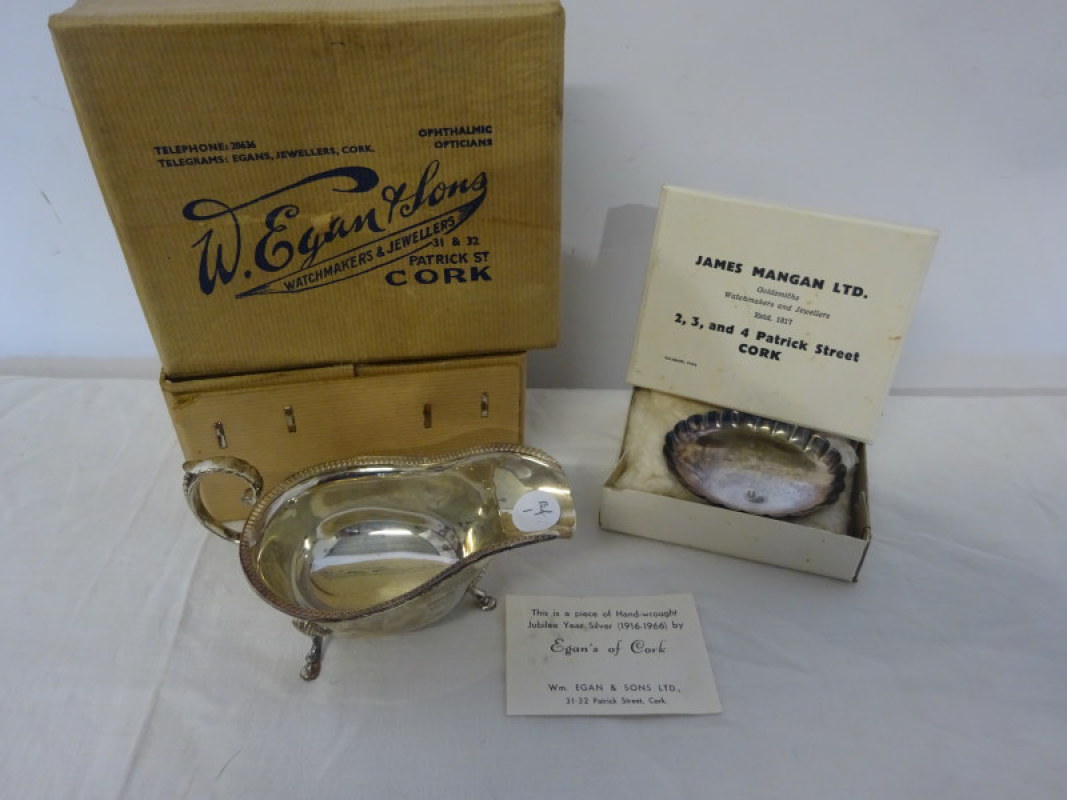 TELEPHONE: 20636
TELEGRAMS: EGANS, JEWELLERS, CORK.
OPHTHALMIC
OPTICIANS
W. Egan & Sons
WATCHMAKERS & JEWELLERS
31 & 32
PATRICK ST
CORK
JAMES MANGAN LTD.
Goldsmiths
Watchmakers and Jewellers
Estd. 1817
2, 3, and 4 Patrick Street
CORK
This is a piece of Hand-wrought
Jubilee Year Silver (1916-1966) by
Egan's of Cork
Wm. EGAN & SONS LTD.,
31-32 Patrick Street, Cork.